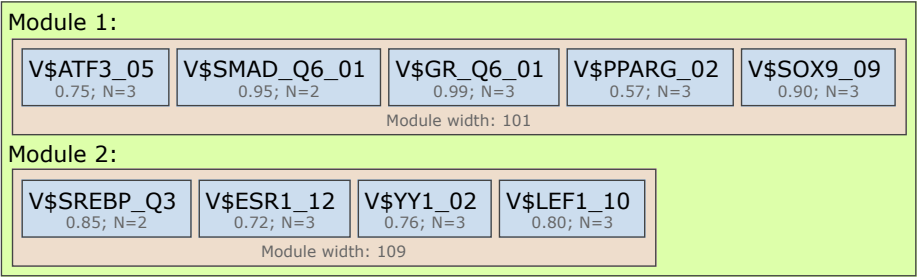 Module 1:
V$ATF3_05 V$SMAD_Q6_01 V$GR_Q6_01 V$PPARG_02 V$SOX9_09
0.75; N=3 0.95; N=2 0.99; N=3 0.57; N=3 0.90; N=3
Module width: 101
Module 2:
V$SREBP_Q3 V$ESR1_12 V$YY1_02 V$LEF1_10
0.85; N=2 0.72; N=3 0.76; N=3 0.80; N=3
Module width: 109